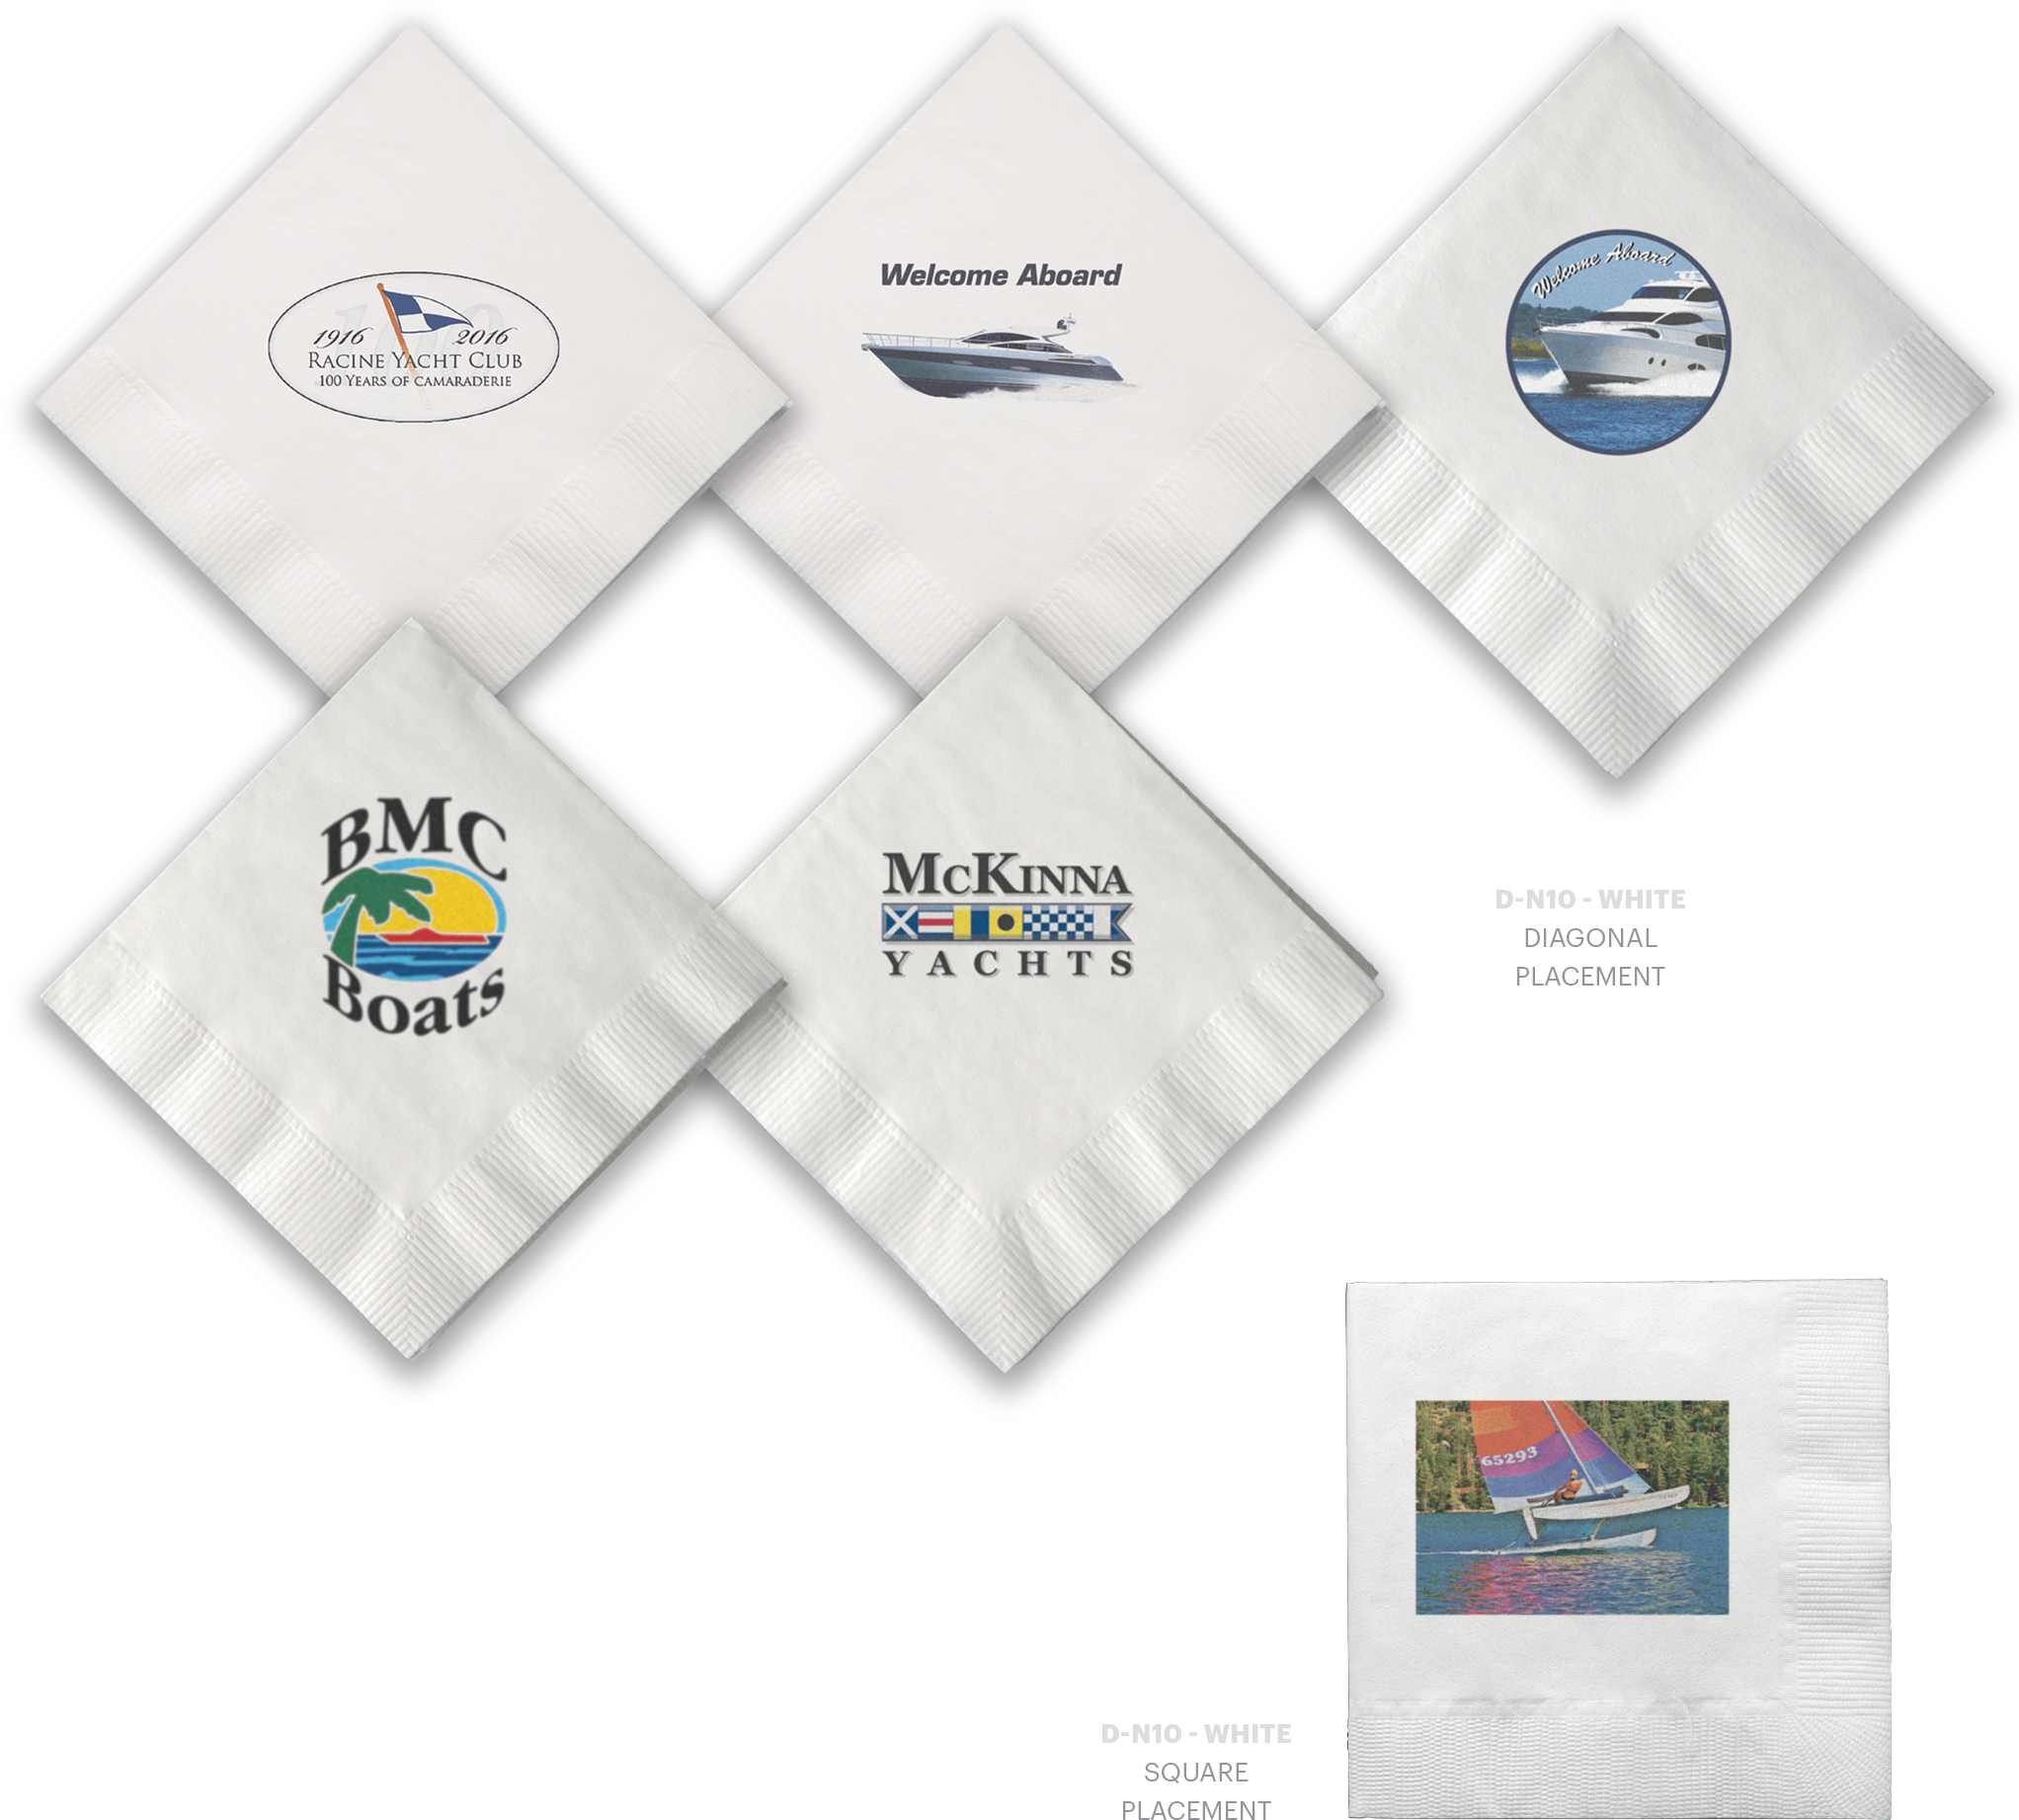 1916 2016
RACINE YACHT CLUB
100 YEARS OF CAMARADERIE
Welcome Aboard
Welcome Aboard
BMC
Boats
McKINNA
YACHTS
D-N10 - WHITE
DIAGONAL
PLACEMENT
65293
D-N10 - WHITE
SQUARE
PLACEMENT